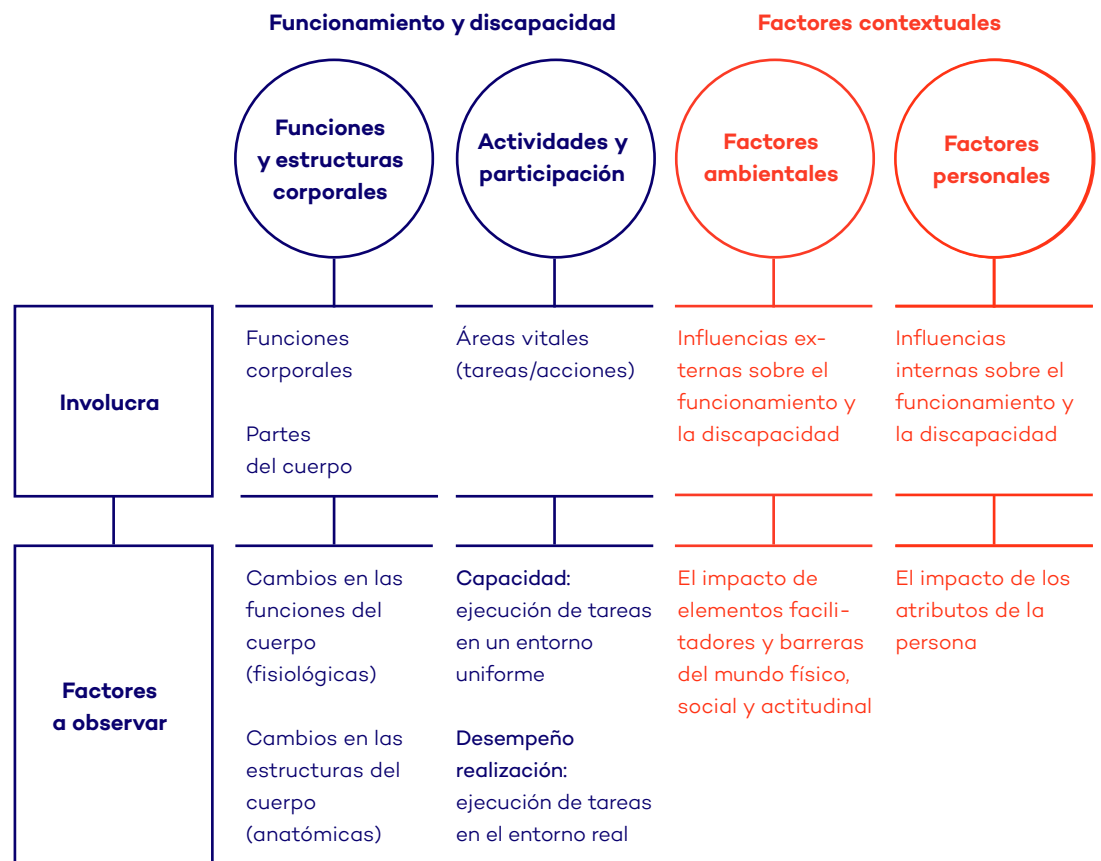 Funcionamiento y discapacidad
Factores contextuales
Funciones
y estructuras
corporales
Actividades y
participación
Factores
ambientales
Factores
personales
Involucra
Funciones
corporales
Partes
del cuerpo
Áreas vitales
(tareas/acciones)
Influencias ex-
ternas sobre el
funcionamiento y
la discapacidad
Influencias
internas sobre el
funcionamiento y
la discapacidad
Factores
a observar
Cambios en las
funciones del
cuerpo
(fisiológicas)
Cambios en las
estructuras del
cuerpo
(anatómicas)
Capacidad:
ejecución de tareas
en un entorno
uniforme
Desempeño
realización:
ejecución de tareas
en el entorno real
El impacto de
elementos facili-
tadores y barreras
del mundo físico,
social y actitudinal
El impacto de los
atributos de la
persona